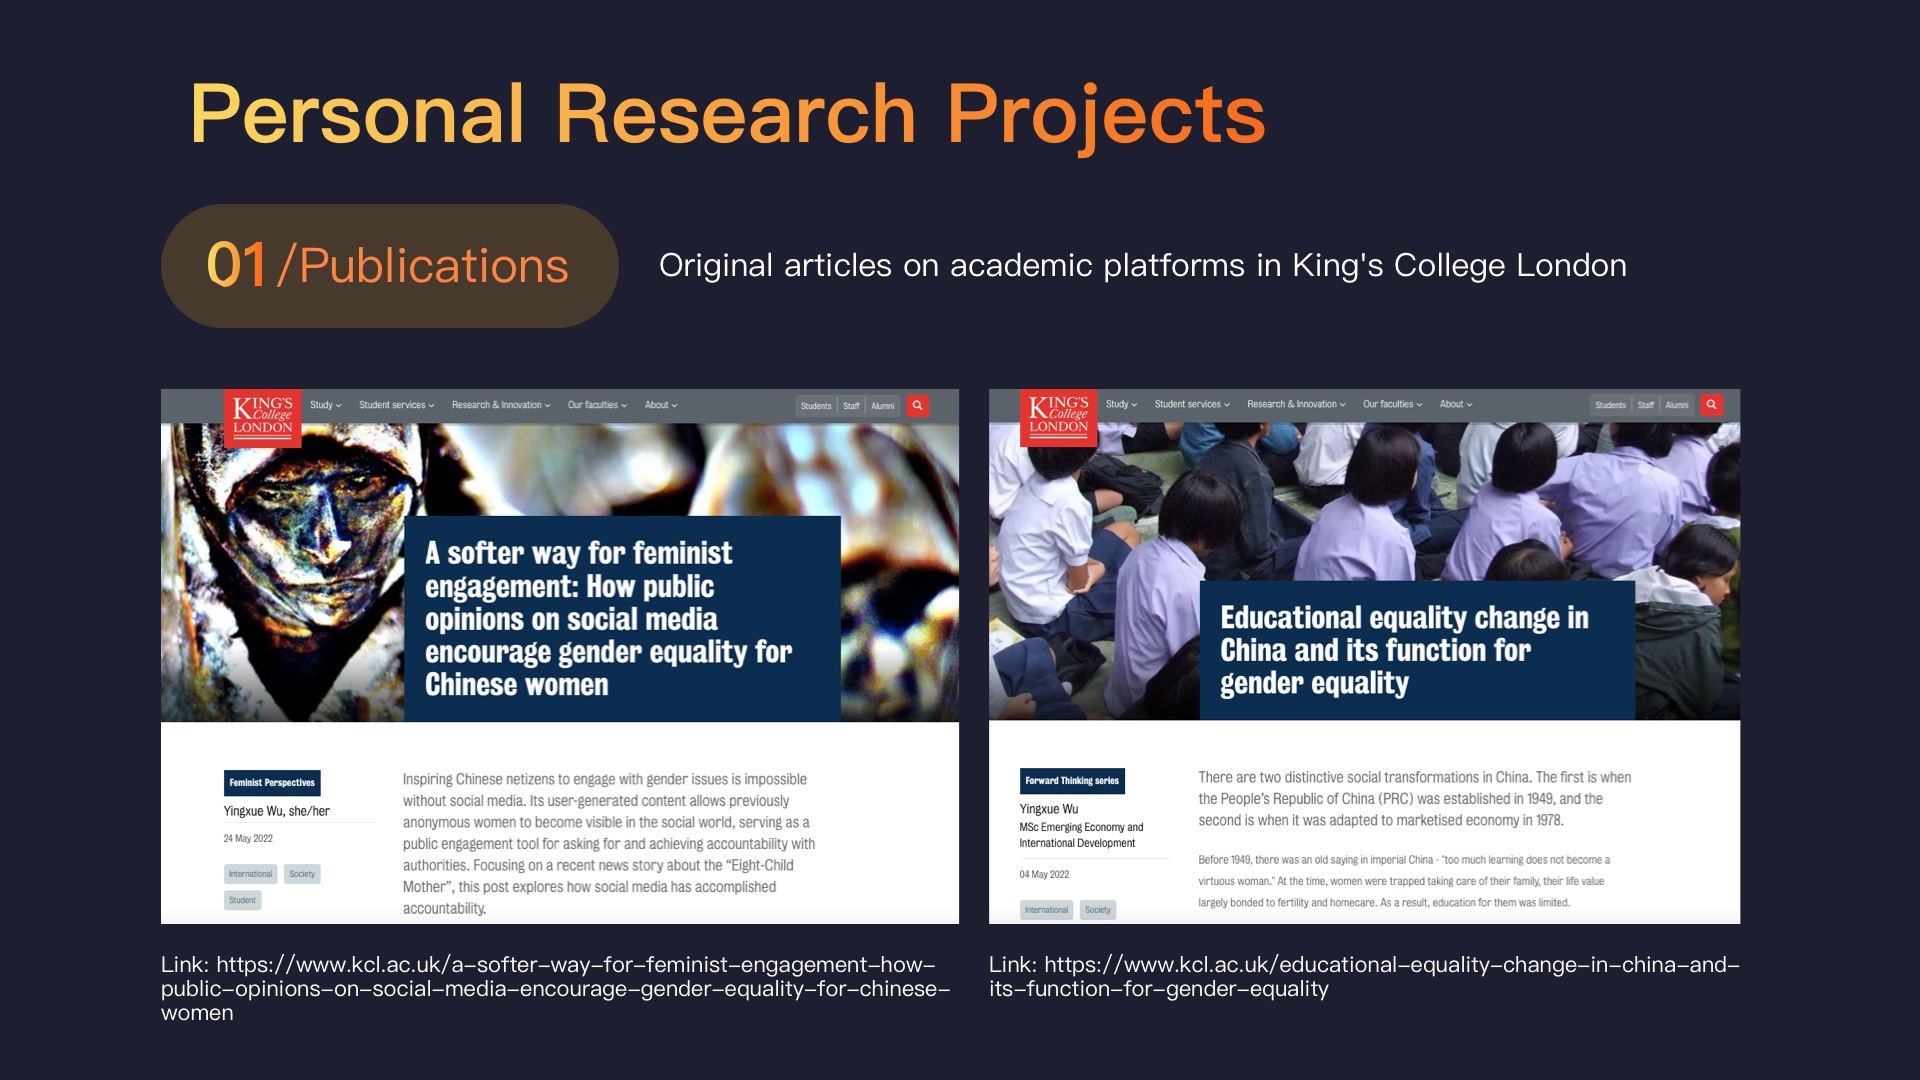 Personal Research Projects
01/Publications
Original articles on academic platforms in King's College London
KING'S
College
LONDON
Study
Student services
Research & Innovation
Our faculties
About
Students
Staff
Alumni
A softer way for feminist
engagement: How public
opinions on social media
encourage gender equality for
Chinese women
Feminist Perspectives
Yingxue Wu, she/her
24 May 2022
International
Society
Student
Inspiring Chinese netizens to engage with gender issues is impossible
without social media. Its user-generated content allows previously
anonymous women to become visible in the social world, serving as a
public engagement tool for asking for and achieving accountability with
authorities. Focusing on a recent news story about the “Eight-Child
Mother”, this post explores how social media has accomplished
accountability.
Link: https://www.kcl.ac.uk/a-softer-way-for-feminist-engagement-how-
public-opinions-on-social-media-encourage-gender-equality-for-chinese-
women
KING'S
College
LONDON
Study
Student services
Research & Innovation
Our faculties
About
Students
Staff
Alumni
Educational equality change in
China and its function for
gender equality
Forward Thinking series
Yingxue Wu
MSc Emerging Economy and
International Development
04 May 2022
International
Society
There are two distinctive social transformations in China. The first is when
the People’s Republic of China (PRC) was established in 1949, and the
second is when it was adapted to marketised economy in 1978.
Before 1949, there was an old saying in imperial China - "too much learning does not become a
virtuous woman." At the time, women were trapped taking care of their family, their life value
largely bonded to fertility and homecare. As a result, education for them was limited.
Link: https://www.kcl.ac.uk/educational-equality-change-in-china-and-
its-function-for-gender-equality